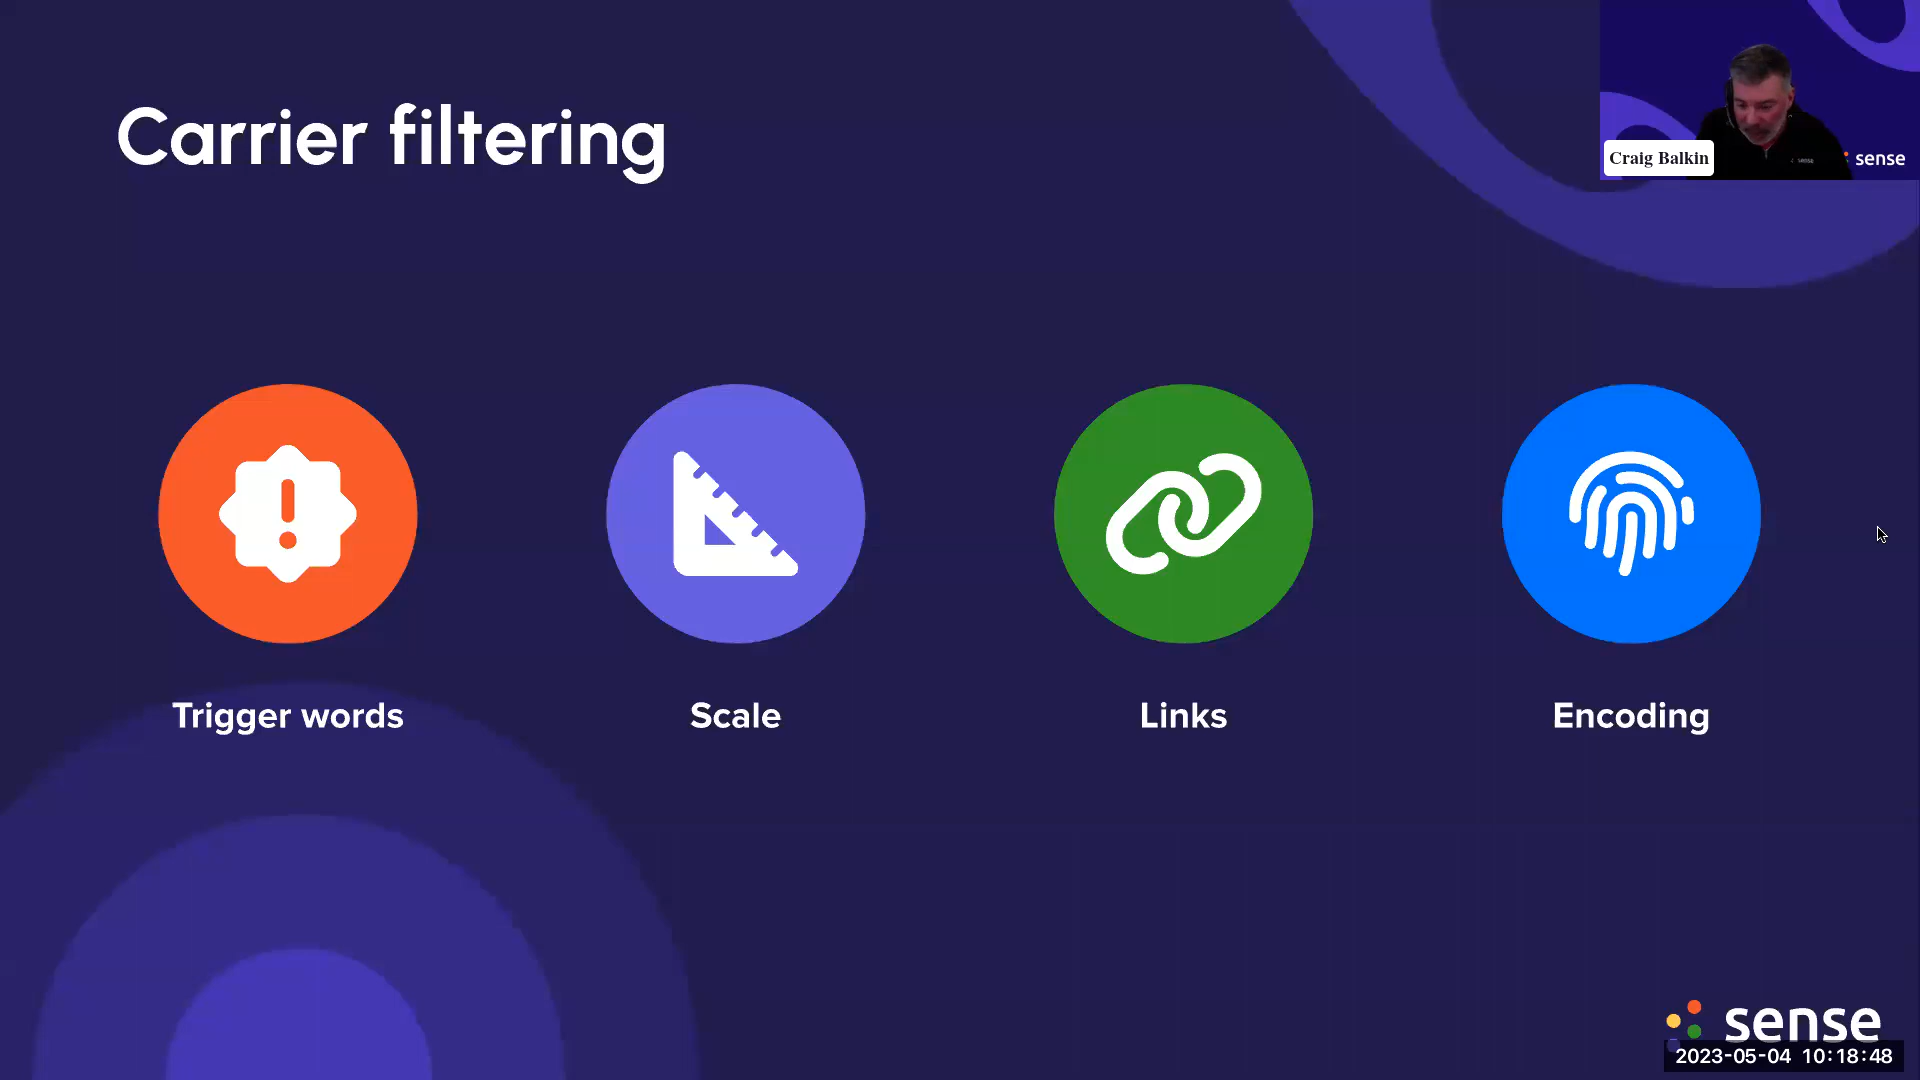 Carrier filtering
Craig Balkin
sense
Trigger words
Scale
Links
Encoding
sense
2023-05-04 10:18:48